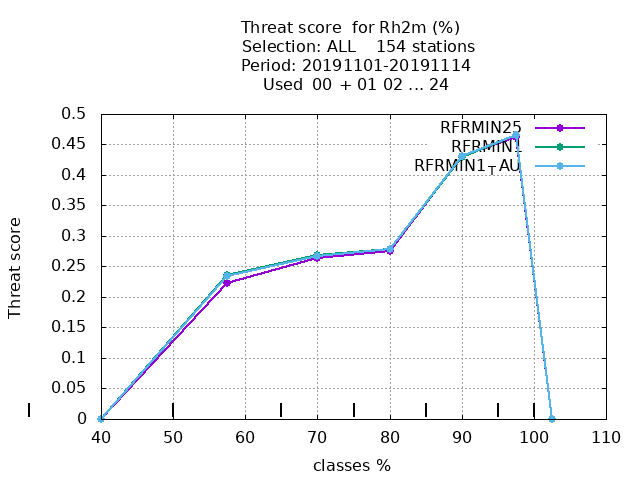 Threat score for Rh2m (%)
Selection: ALL 154 stations
Period: 20191101-20191114
Used 00 + 01 02 ... 24
0.5
0.45
0.4
0.35
0.3
0.25
0.2
0.15
0.1
0.05
0
Threat score
RFRMIN25
RFRMIN1
RFRMIN1TAU
40 50 60 70 80 90 100 110
classes %